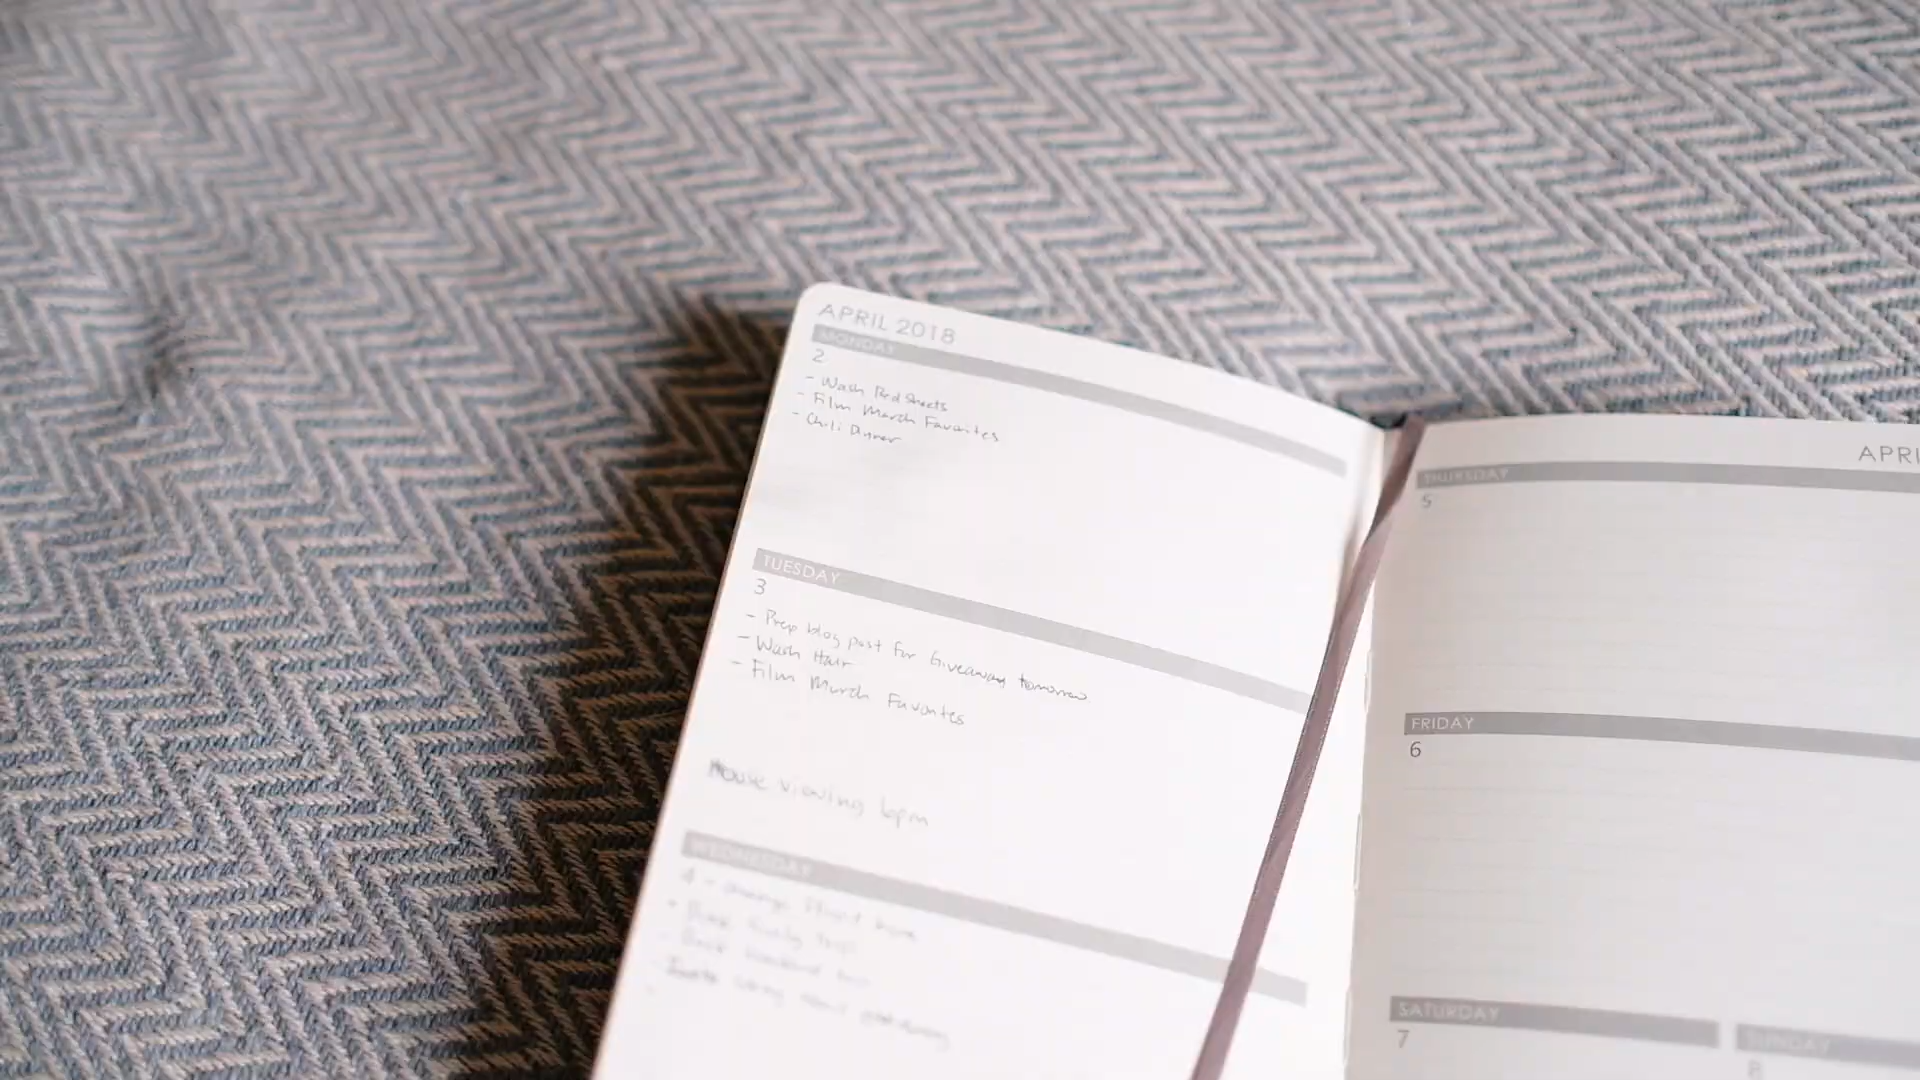 APRIL 2018
MONDAY
2
- Wash Bed Sheets
- Film March Favorites
- Chili Dinner
TUESDAY
3
- Prep blog post for Giveaway tomorrow
- Wash Hair
- Film March Favorites
House viewing 6pm
WEDNESDAY
4 -
APRI
THURSDAY
5
FRIDAY
6
SATURDAY
7
SUNDAY
8